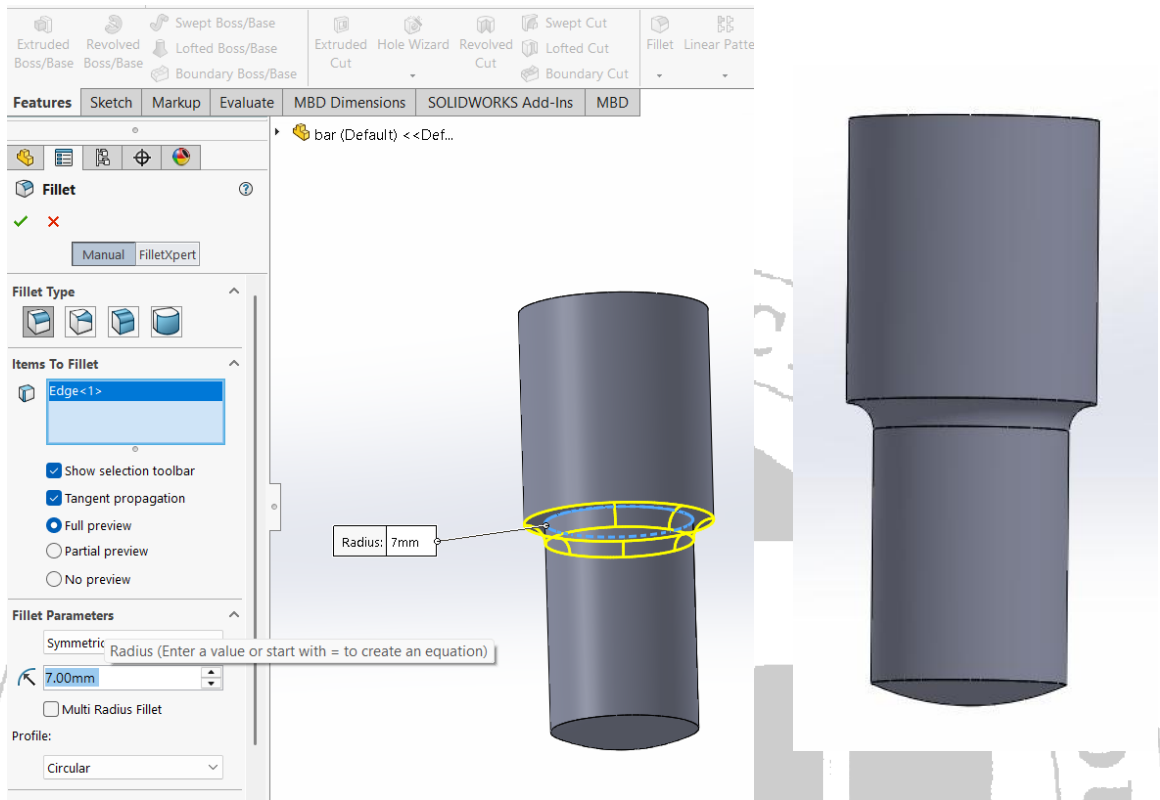 Extruded Boss/Base
Revolved Boss/Base
Swept Boss/Base
Lofted Boss/Base
Boundary Boss/Base
Extruded Cut
Hole Wizard
Revolved Cut
Swept Cut
Lofted Cut
Boundary Cut
Fillet
Linear Patte
Features
Sketch
Markup
Evaluate
MBD Dimensions
SOLIDWORKS Add-Ins
MBD
bar (Default) <<Def...
Fillet
Manual
FilletXpert
Fillet Type
Items To Fillet
Edge<1>
Show selection toolbar
Tangent propagation
Full preview
Partial preview
No preview
Radius: 7mm
Fillet Parameters
Symmetric
Radius (Enter a value or start with = to create an equation)
7.00mm
Multi Radius Fillet
Profile:
Circular